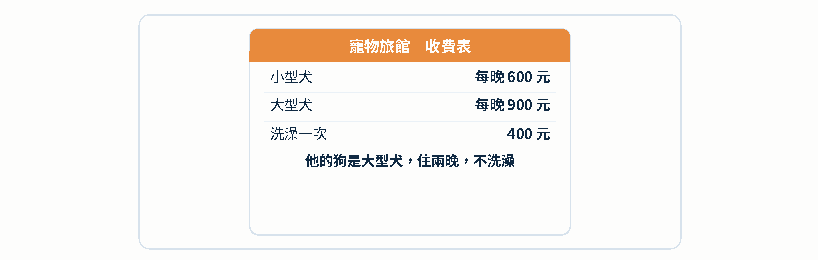 寵物旅館　收費表
小型犬 每晚 600 元
大型犬 每晚 900 元
洗澡一次 400 元
他的狗是大型犬，住兩晚，不洗澡